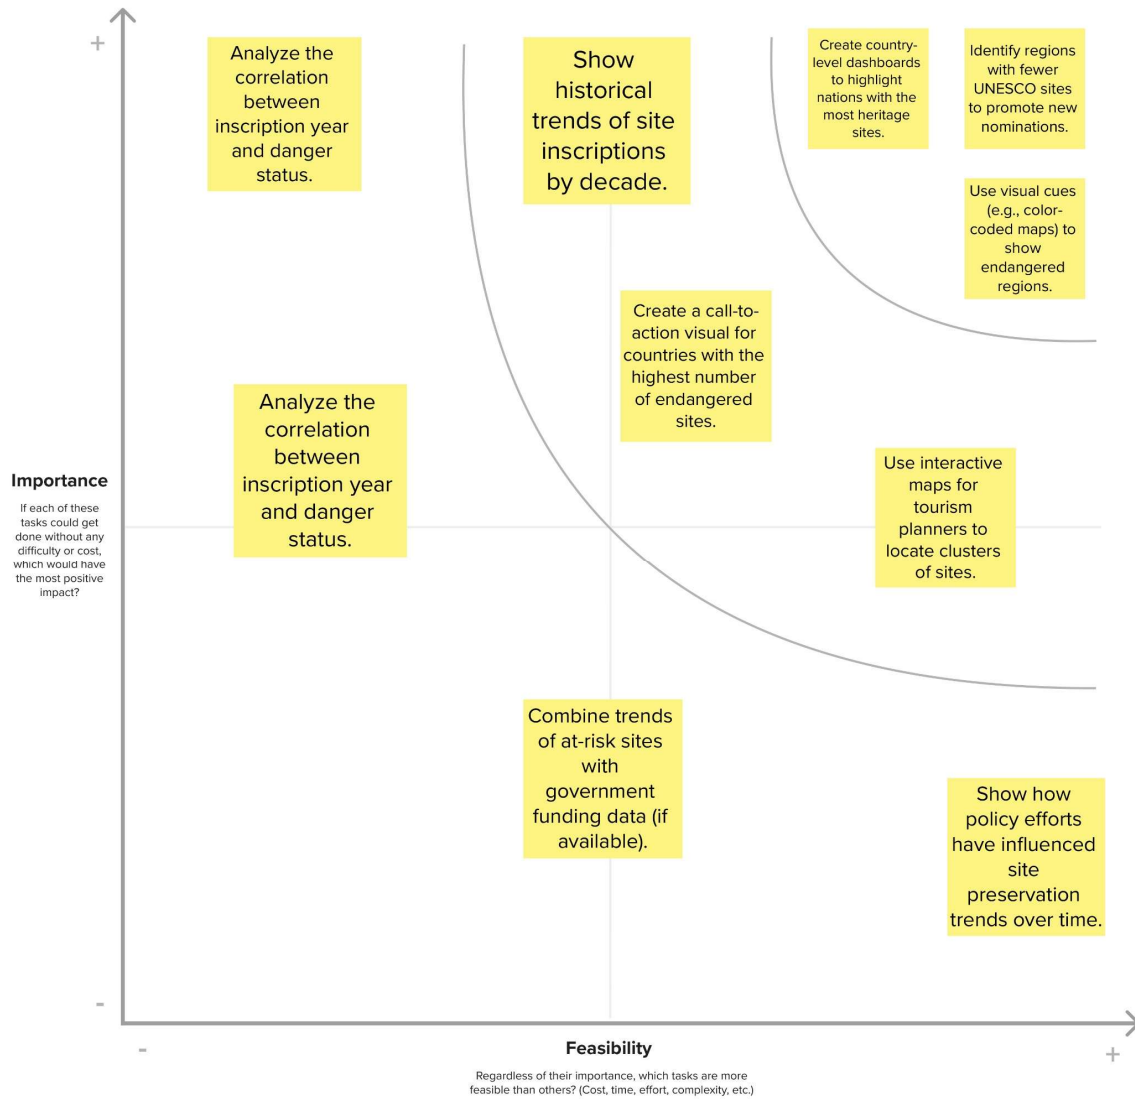 +
Analyze the
correlation
between
inscription year
and danger
status.
Show
historical
trends of site
inscriptions
by decade.
Create country-
level dashboards
to highlight
nations with the
most heritage
sites.
Identify regions
with fewer
UNESCO sites
to promote new
nominations.
Use visual cues
(e.g., color-
coded maps) to
show
endangered
regions.
Create a call-to-
action visual for
countries with the
highest number
of endangered
sites.
Analyze the
correlation
between
inscription year
and danger
status.
Use interactive
maps for
tourism
planners to
locate clusters
of sites.
Importance
If each of these
tasks could get
done without any
difficulty or cost,
which would have
the most positive
impact?
Combine trends
of at-risk sites
with
government
funding data (if
available).
Show how
policy efforts
have influenced
site
preservation
trends over time.
-
-
Feasibility
+
Regardless of their importance, which tasks are more
feasible than others? (Cost, time, effort, complexity, etc.)